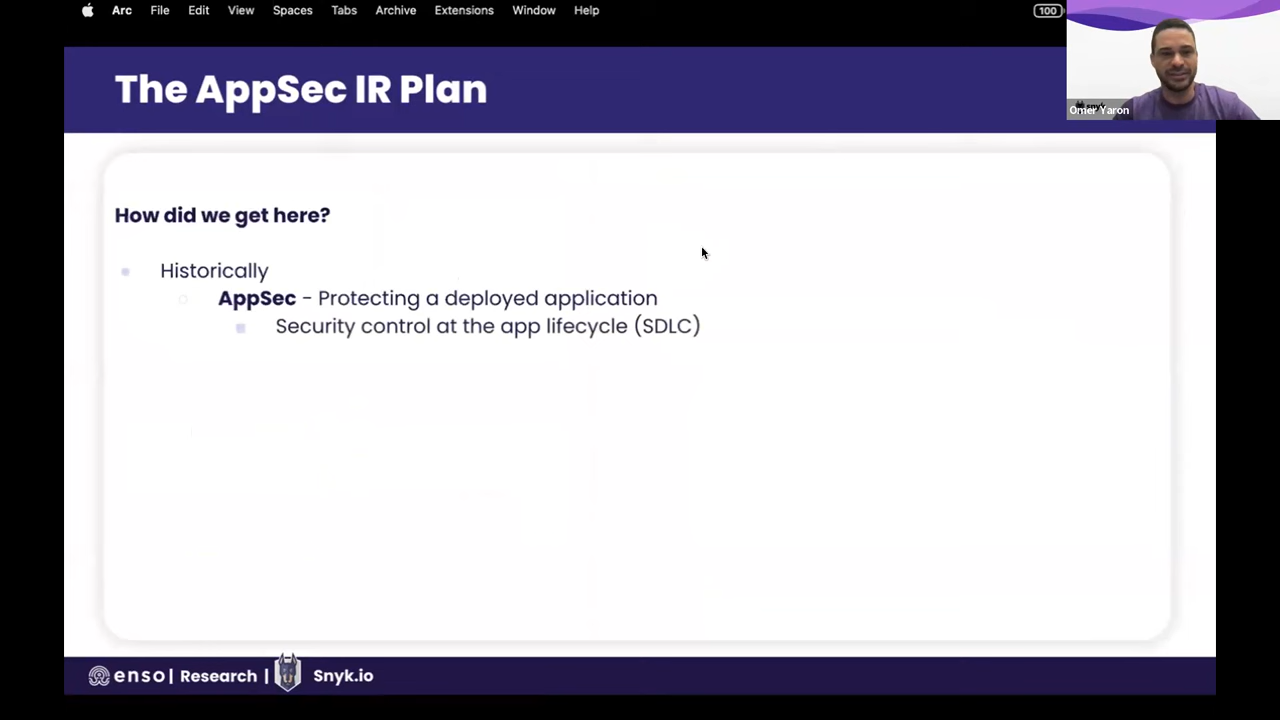 Arc File Edit View Spaces Tabs Archive Extensions Window Help 100
The AppSec IR Plan
Omer Yaron
How did we get here?
Historically
AppSec - Protecting a deployed application
Security control at the app lifecycle (SDLC)
enso | Research | Snyk.io